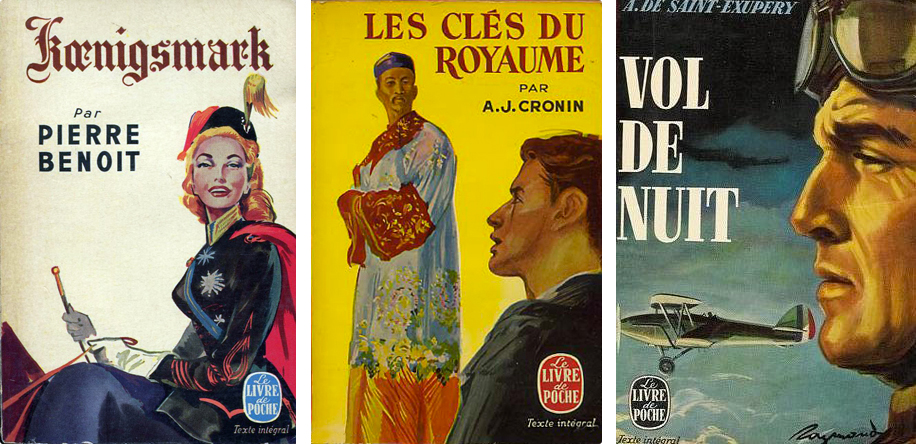 Kœnigsmark
Par
PIERRE
BENOIT
Le
LIVRE
de
POCHE
Texte intégral
LES CLÉS DU
ROYAUME
PAR
A.J. CRONIN
Le
LIVRE
de
POCHE
Texte intégral
A. DE SAINT-EXUPERY
VOL
DE
NUIT
Le
LIVRE
de
POCHE
Texte intégral